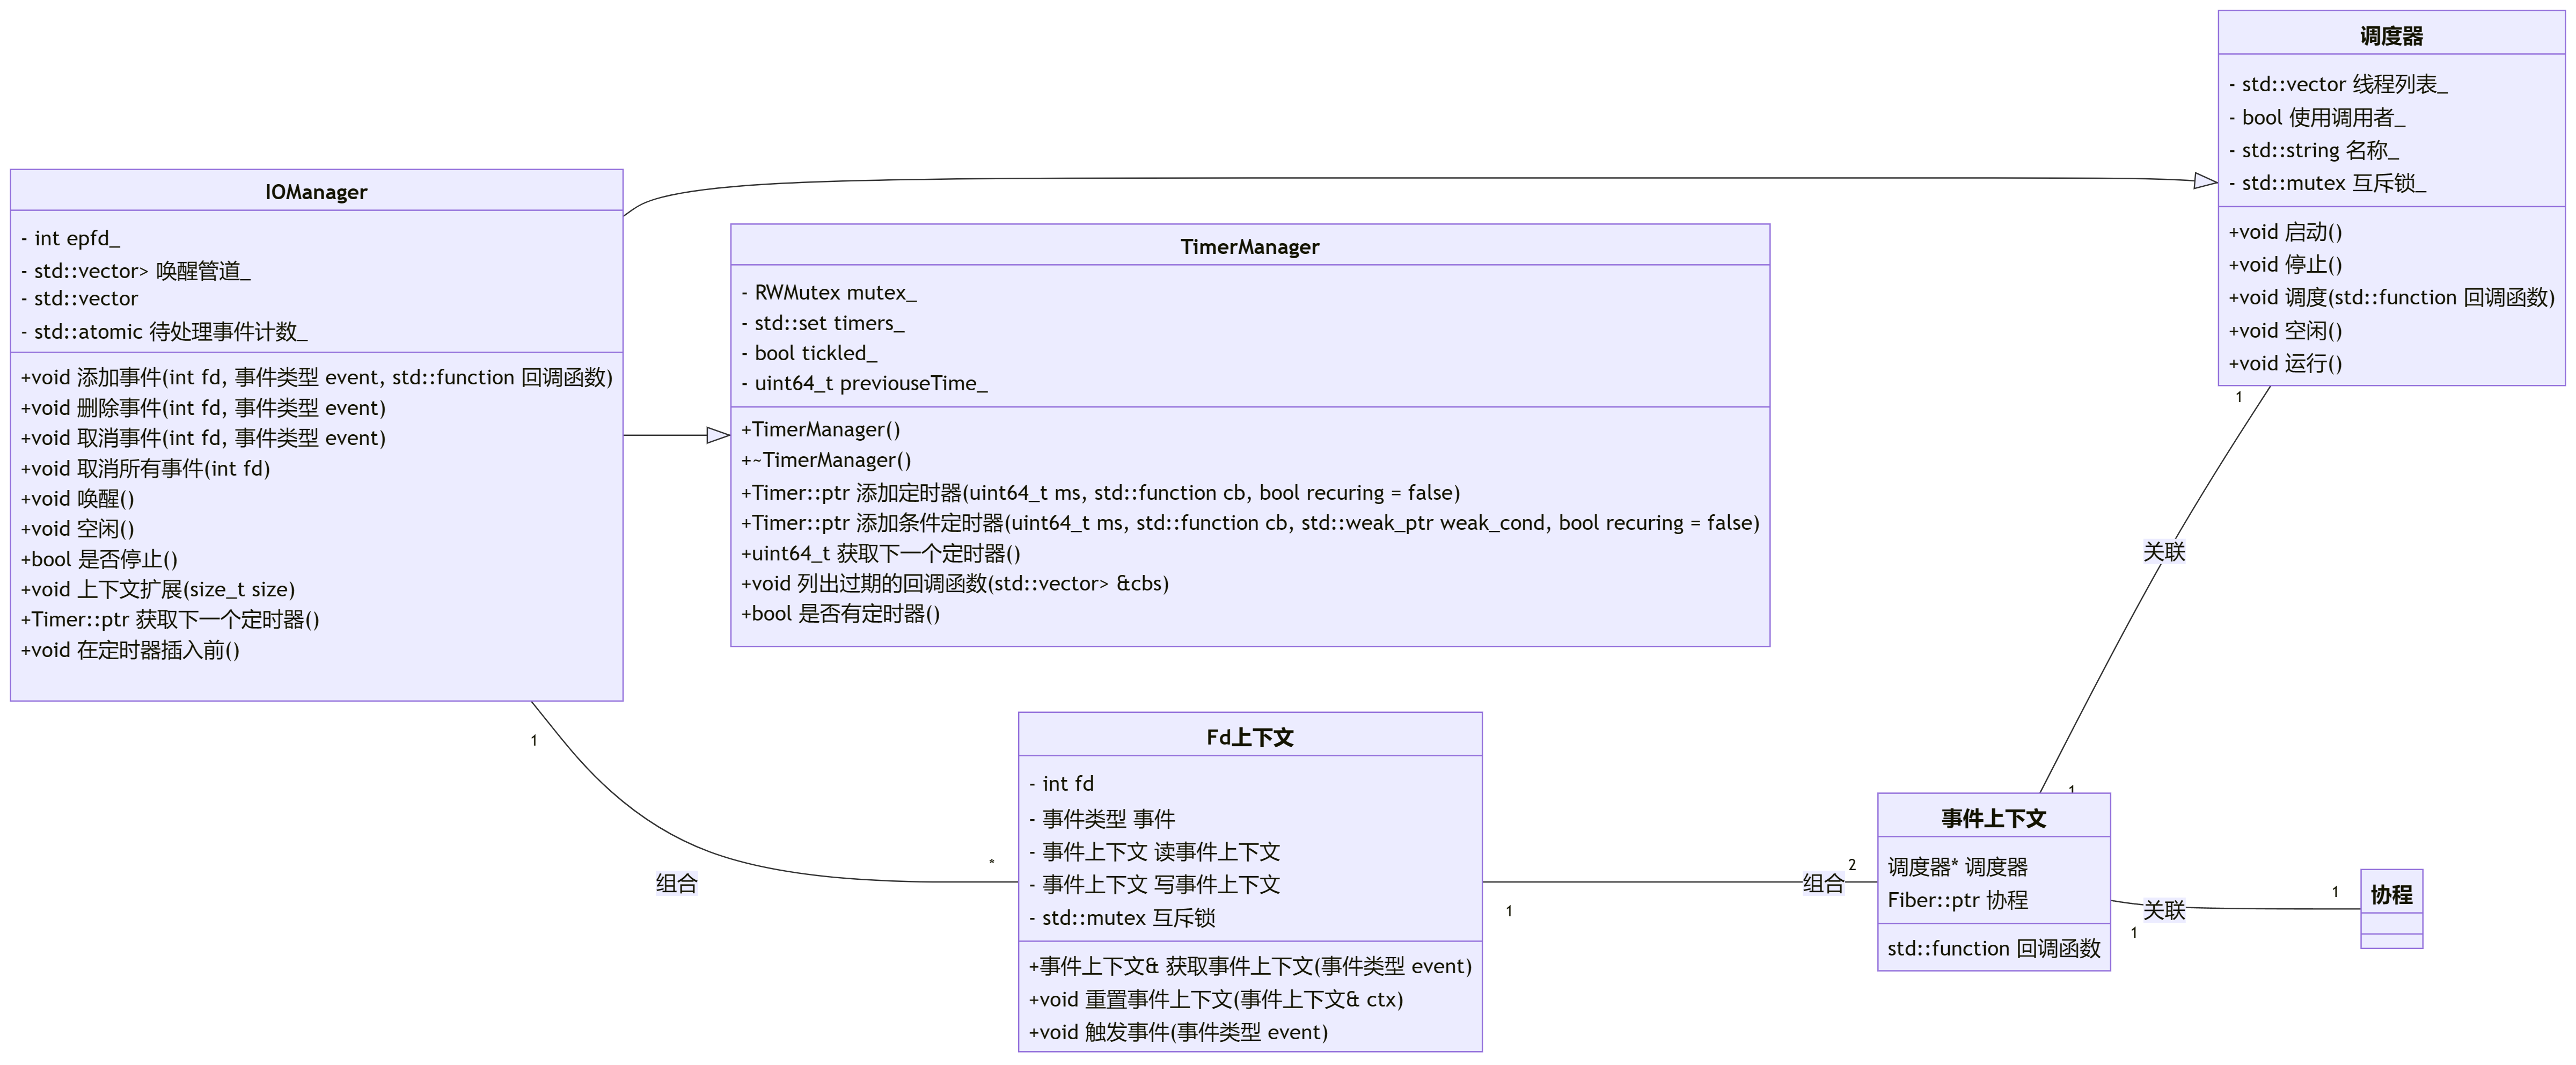 IOManager
- int epfd_
- std::vector> 唤醒管道_
- std::vector
- std::atomic 待处理事件计数_
+void 添加事件(int fd, 事件类型 event, std::function 回调函数)
+void 删除事件(int fd, 事件类型 event)
+void 取消事件(int fd, 事件类型 event)
+void 取消所有事件(int fd)
+void 唤醒()
+void 空闲()
+bool 是否停止()
+void 上下文扩展(size_t size)
+Timer::ptr 获取下一个定时器()
+void 在定时器插入前()
TimerManager
- RWMutex mutex_
- std::set timers_
- bool tickled_
- uint64_t previouseTime_
+TimerManager()
+~TimerManager()
+Timer::ptr 添加定时器(uint64_t ms, std::function cb, bool recuring = false)
+Timer::ptr 添加条件定时器(uint64_t ms, std::function cb, std::weak_ptr weak_cond, bool recuring = false)
+uint64_t 获取下一个定时器()
+void 列出过期的回调函数(std::vector> &cbs)
+bool 是否有定时器()
调度器
- std::vector 线程列表_
- bool 使用调用者_
- std::string 名称_
- std::mutex 互斥锁_
+void 启动()
+void 停止()
+void 调度(std::function 回调函数)
+void 空闲()
+void 运行()
1
关联
1
1
组合
*
Fd上下文
- int fd
- 事件类型 事件
- 事件上下文 读事件上下文
- 事件上下文 写事件上下文
- std::mutex 互斥锁
+事件上下文& 获取事件上下文(事件类型 event)
+void 重置事件上下文(事件上下文& ctx)
+void 触发事件(事件类型 event)
1
组合
2
事件上下文
调度器* 调度器
Fiber::ptr 协程
std::function 回调函数
1
关联
1
协程